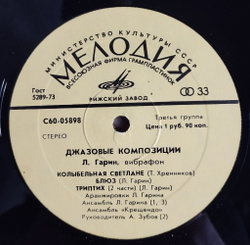 МИНИСТЕРСТВО КУЛЬТУРЫ СССР
МЕЛОДИЯ
ВСЕСОЮЗНАЯ ФИРМА ГРАМПЛАСТИНОК
Гост
5289-73
РИЖСКИЙ ЗАВОД
33
С60-05898
СТЕРЕО
Третья группа
Цена 1 руб. 90 коп.
ДЖАЗОВЫЕ КОМПОЗИЦИИ
Л. Гарин, вибрафон
КОЛЫБЕЛЬНАЯ СВЕТЛАНЕ (Т. Хренников)
БЛЮЗ (Л. Гарин)
ТРИПТИХ (2 части) (Л. Гарин)
Аранжировки Л. Гарина
Ансамбль Л. Гарина (1, 3)
Ансамбль «Крещендо»
Руководитель А. Зубов (2)